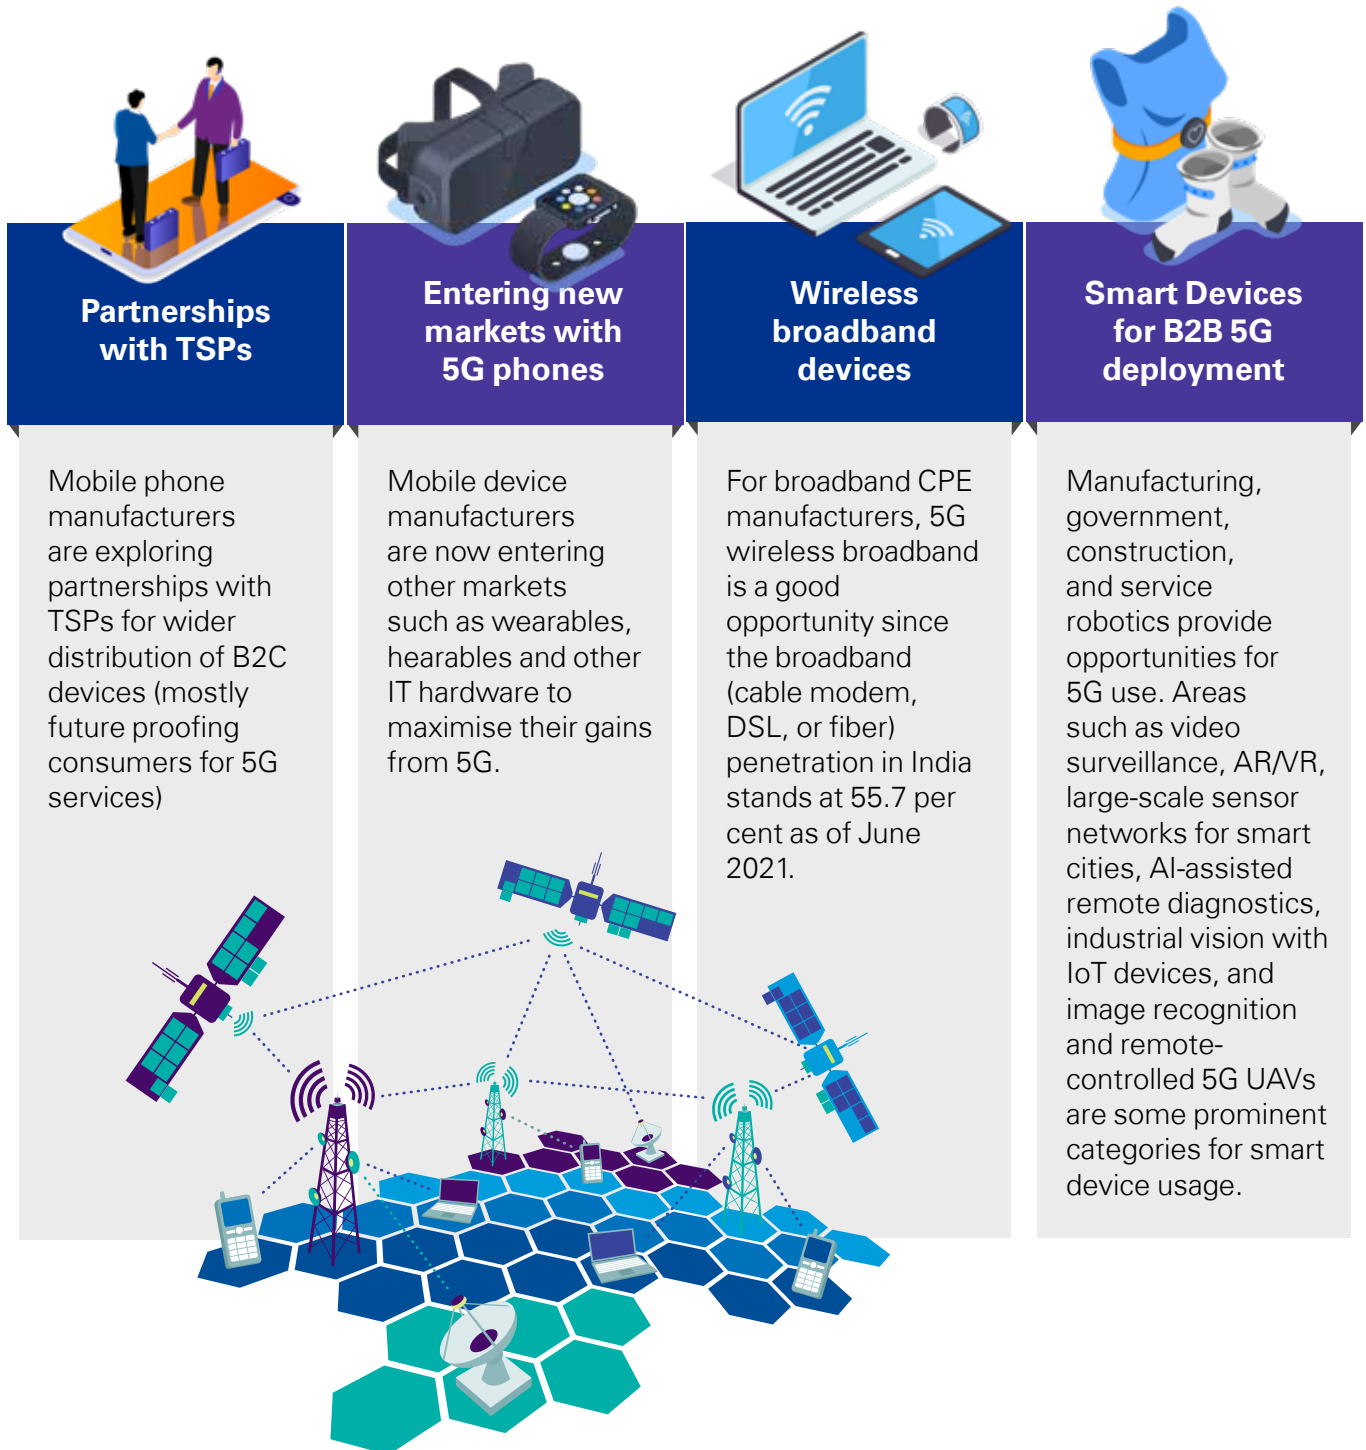 Partnerships
with TSPs
Mobile phone
manufacturers
are exploring
partnerships with
TSPs for wider
distribution of B2C
devices (mostly
future proofing
consumers for 5G
services)
Entering new
markets with
5G phones
Mobile device
manufacturers
are now entering
other markets
such as wearables,
hearables and other
IT hardware to
maximise their gains
from 5G.
Wireless
broadband
devices
For broadband CPE
manufacturers, 5G
wireless broadband
is a good
opportunity since
the broadband
(cable modem,
DSL, or fiber)
penetration in India
stands at 55.7 per
cent as of June
2021.
Smart Devices
for B2B 5G
deployment
Manufacturing,
government,
construction,
and service
robotics provide
opportunities for
5G use. Areas
such as video
surveillance, AR/VR,
large-scale sensor
networks for smart
cities, AI-assisted
remote diagnostics,
industrial vision with
IoT devices, and
image recognition
and remote-
controlled 5G UAVs
are some prominent
categories for smart
device usage.